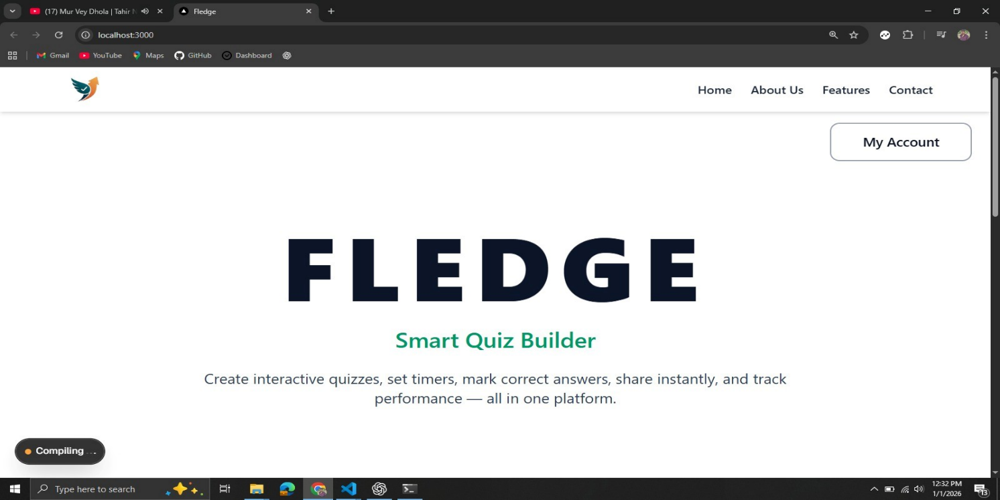 (17) Mur Vey Dhola | Tahir N
Fledge
localhost:3000
Gmail
YouTube
Maps
GitHub
Dashboard
Home
About Us
Features
Contact
My Account
FLEDGE
Smart Quiz Builder
Create interactive quizzes, set timers, mark correct answers, share instantly, and track
performance — all in one platform.
Compiling ...
Type here to search
12:32 PM
1/1/2026
13